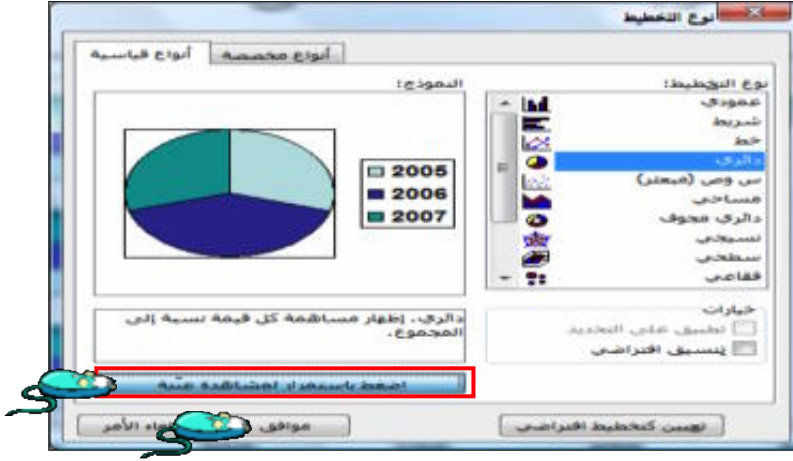 نوع التخطيط
أنواع قياسية
أنواع مخصصة
نوع التخطيط:
عمودي
شريط
خط
دائري
س وص (مبعثر)
مساحي
دائري مجوف
نسيجي
سطحي
فقاعي
النموذج:
2005
2006
2007
خيارات
تطبيق على التحديد
تنسيق افتراضي
دائري. إظهار مساهمة كل قيمة نسبة إلى
المجموع.
اضغط باستمرار لمشاهدة عينة
تعيين كتخطيط افتراضي
موافق
الأمر